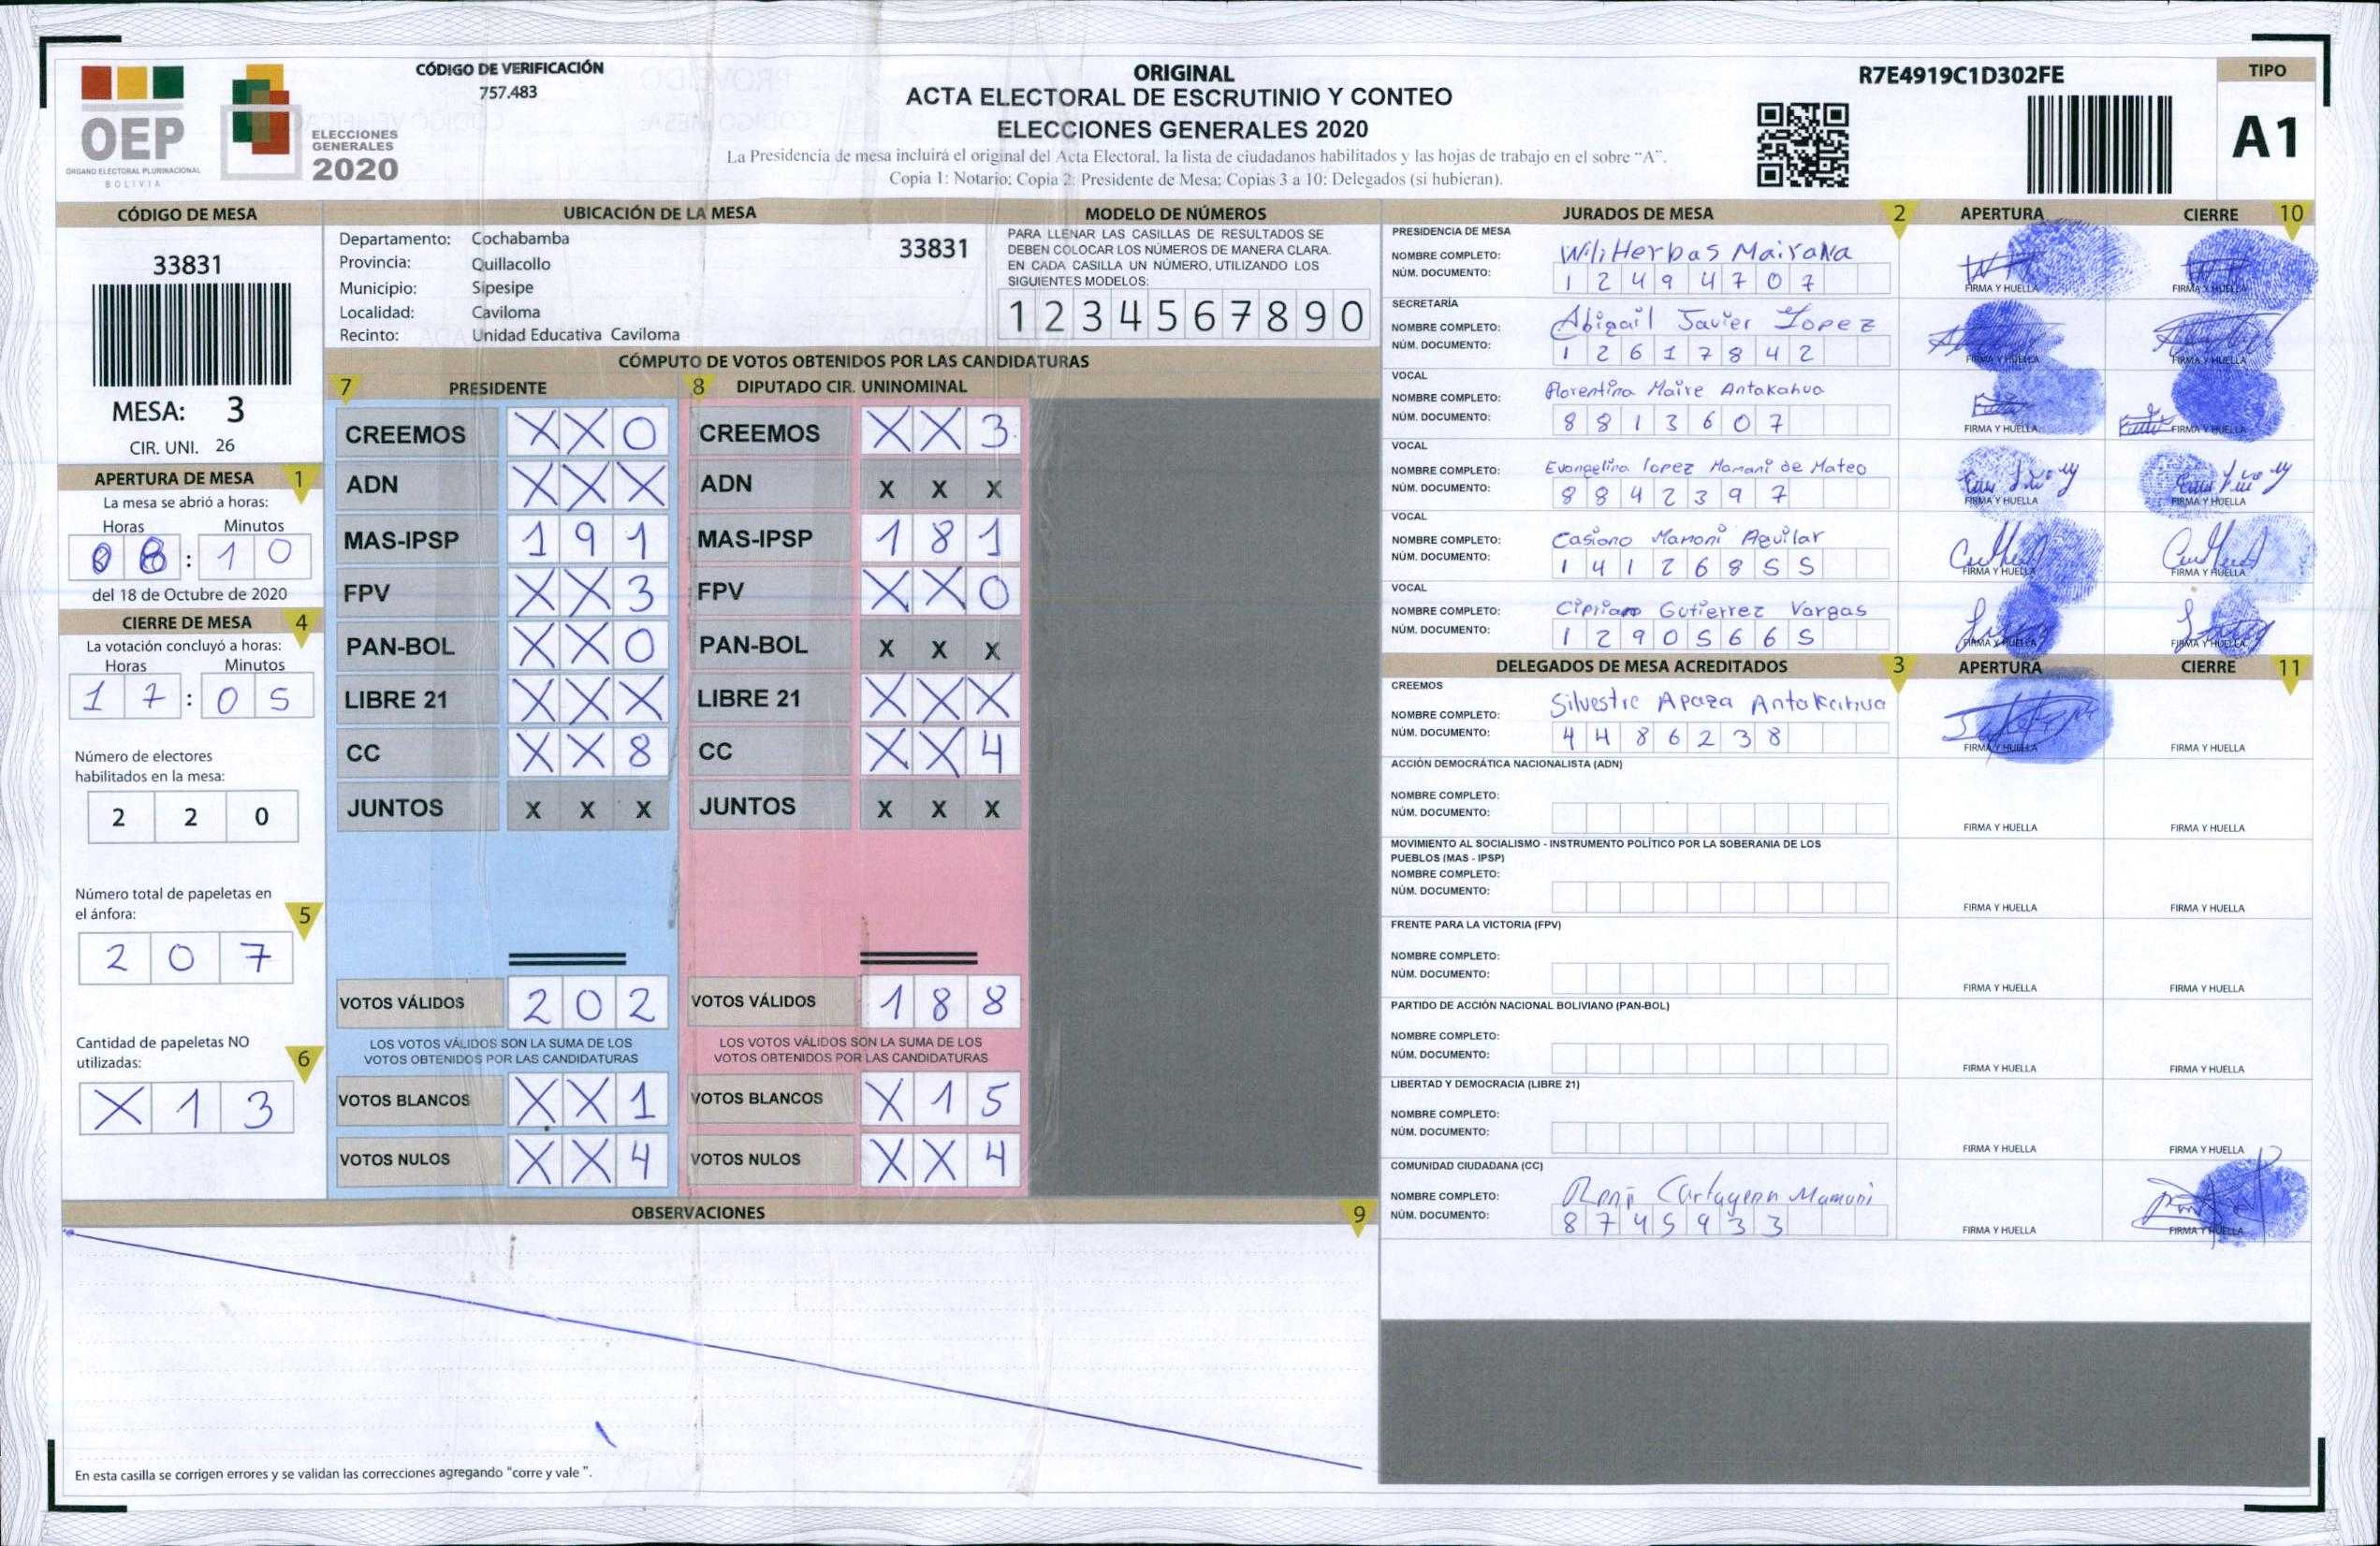 OEP
ÓRGANO ELECTORAL PLURINACIONAL
BOLIVIA
ELECCIONES
GENERALES
2020
CÓDIGO DE VERIFICACIÓN
757.483
ORIGINAL
ACTA ELECTORAL DE ESCRUTINIO Y CONTEO
ELECCIONES GENERALES 2020
La Presidencia de mesa incluirá el original del Acta Electoral, la lista de ciudadanos habilitados y las hojas de trabajo en el sobre "A".
Copia 1: Notario; Copia 2: Presidente de Mesa; Copias 3 a 10: Delegados (si hubieran).
R7E4919C1D302FE
TIPO
A1
CÓDIGO DE MESA
33831
MESA: 3
CIR. UNI. 26
APERTURA DE MESA 1
La mesa se abrió a horas:
Horas Minutos
08 : 10
del 18 de Octubre de 2020
CIERRE DE MESA 4
La votación concluyó a horas:
Horas Minutos
17 : 05
Número de electores
habilitados en la mesa:
2 2 0
Número total de papeletas en
el ánfora: 5
2 0 7
Cantidad de papeletas NO
utilizadas: 6
X 1 3
UBICACIÓN DE LA MESA
Departamento: Cochabamba 33831
Provincia: Quillacollo
Municipio: Sipesipe
Localidad: Caviloma
Recinto: Unidad Educativa Caviloma
MODELO DE NÚMEROS
PARA LLENAR LAS CASILLAS DE RESULTADOS SE
DEBEN COLOCAR LOS NÚMEROS DE MANERA CLARA.
EN CADA CASILLA UN NÚMERO, UTILIZANDO LOS
SIGUIENTES MODELOS:
1 2 3 4 5 6 7 8 9 0
CÓMPUTO DE VOTOS OBTENIDOS POR LAS CANDIDATURAS
7 PRESIDENTE 8 DIPUTADO CIR. UNINOMINAL
CREEMOS X X 0 CREEMOS X X 3
ADN X X X ADN X X X
MAS-IPSP 1 9 1 MAS-IPSP 1 8 1
FPV X X 3 FPV X X 0
PAN-BOL X X 0 PAN-BOL X X X
LIBRE 21 X X X LIBRE 21 X X X
CC X X 8 CC X X 4
JUNTOS X X X JUNTOS X X X
VOTOS VÁLIDOS 2 0 2 VOTOS VÁLIDOS 1 8 8
LOS VOTOS VÁLIDOS SON LA SUMA DE LOS LOS VOTOS VÁLIDOS SON LA SUMA DE LOS
VOTOS OBTENIDOS POR LAS CANDIDATURAS VOTOS OBTENIDOS POR LAS CANDIDATURAS
VOTOS BLANCOS X X 1 VOTOS BLANCOS X 1 5
VOTOS NULOS X X 4 VOTOS NULOS X X 4
OBSERVACIONES 9
En esta casilla se corrigen errores y se validan las correcciones agregando "corre y vale ".
JURADOS DE MESA 2 APERTURA CIERRE 10
PRESIDENCIA DE MESA
NOMBRE COMPLETO: Wili Herbas Mairana
NÚM. DOCUMENTO: 1 2 4 9 4 7 0 7
FIRMA Y HUELLA FIRMA Y HUELLA
SECRETARÍA
NOMBRE COMPLETO: Abigail Javier Lopez
NÚM. DOCUMENTO: 1 2 6 1 7 8 4 2
FIRMA Y HUELLA FIRMA Y HUELLA
VOCAL
NOMBRE COMPLETO: Florentina Maire Antakahua
NÚM. DOCUMENTO: 8 8 1 3 6 0 7
FIRMA Y HUELLA FIRMA Y HUELLA
VOCAL
NOMBRE COMPLETO: Evangelina lopez Mamani de Mateo
NÚM. DOCUMENTO: 8 8 4 2 3 9 7
FIRMA Y HUELLA FIRMA Y HUELLA
VOCAL
NOMBRE COMPLETO: Casiano Mamani Aguilar
NÚM. DOCUMENTO: 1 4 1 2 6 8 5 5
FIRMA Y HUELLA FIRMA Y HUELLA
VOCAL
NOMBRE COMPLETO: Cipriano Gutierrez Vargas
NÚM. DOCUMENTO: 1 2 9 0 5 6 6 5
FIRMA Y HUELLA FIRMA Y HUELLA
DELEGADOS DE MESA ACREDITADOS 3 APERTURA CIERRE 11
CREEMOS
NOMBRE COMPLETO: Silvestre Apaza Antakahua
NÚM. DOCUMENTO: 4 4 8 6 2 3 8
FIRMA Y HUELLA FIRMA Y HUELLA
ACCIÓN DEMOCRÁTICA NACIONALISTA (ADN)
NOMBRE COMPLETO:
NÚM. DOCUMENTO:
FIRMA Y HUELLA FIRMA Y HUELLA
MOVIMIENTO AL SOCIALISMO - INSTRUMENTO POLÍTICO POR LA SOBERANIA DE LOS
PUEBLOS (MAS - IPSP)
NOMBRE COMPLETO:
NÚM. DOCUMENTO:
FIRMA Y HUELLA FIRMA Y HUELLA
FRENTE PARA LA VICTORIA (FPV)
NOMBRE COMPLETO:
NÚM. DOCUMENTO:
FIRMA Y HUELLA FIRMA Y HUELLA
PARTIDO DE ACCIÓN NACIONAL BOLIVIANO (PAN-BOL)
NOMBRE COMPLETO:
NÚM. DOCUMENTO:
FIRMA Y HUELLA FIRMA Y HUELLA
LIBERTAD Y DEMOCRACIA (LIBRE 21)
NOMBRE COMPLETO:
NÚM. DOCUMENTO:
FIRMA Y HUELLA FIRMA Y HUELLA
COMUNIDAD CIUDADANA (CC)
NOMBRE COMPLETO: Cartagena Mamani
NÚM. DOCUMENTO: 8 7 4 5 9 3 3
FIRMA Y HUELLA FIRMA Y HUELLA